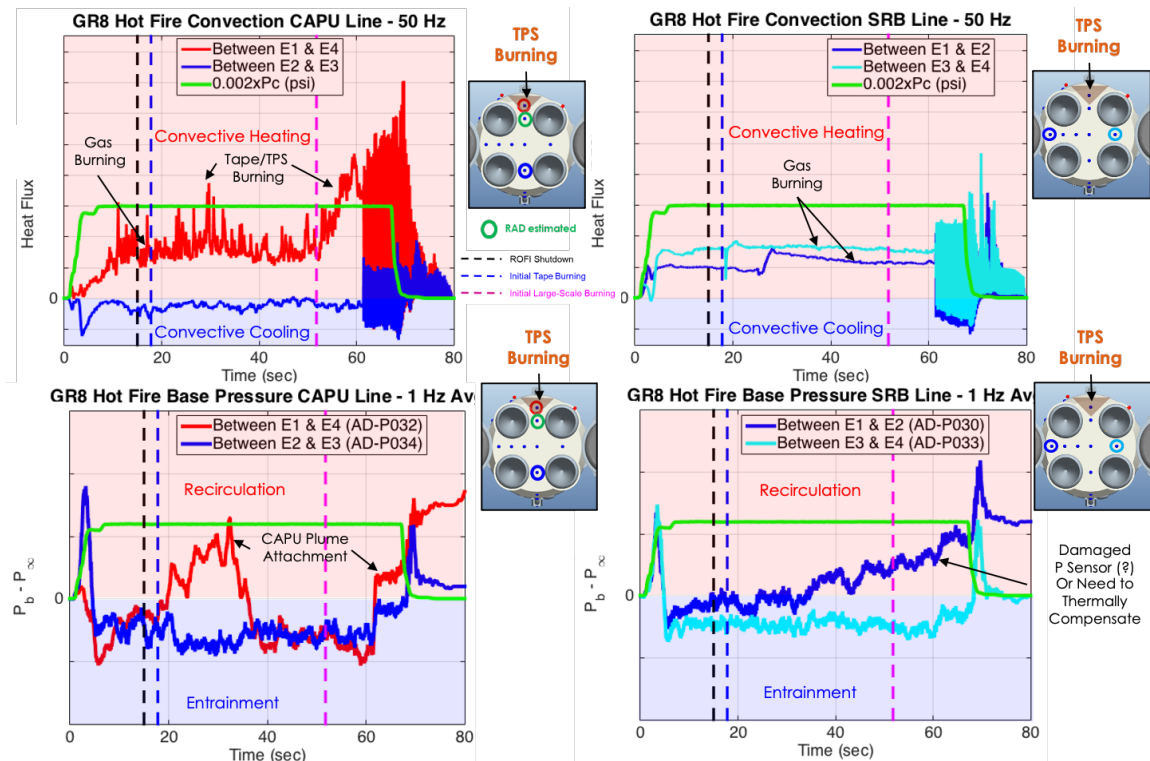 GR8 Hot Fire Convection CAPU Line - 50 Hz
Between E1 & E4
Between E2 & E3
0.002xPc (psi)
Convective Heating
Gas
Burning
Tape/TPS
Burning
Convective Cooling
Heat Flux
0
0 20 40 60 80
Time (sec)
TPS
Burning
RAD estimated
ROFI Shutdown
Initial Tape Burning
Initial Large-Scale Burning
GR8 Hot Fire Convection SRB Line - 50 Hz
Between E1 & E2
Between E3 & E4
0.002xPc (psi)
Convective Heating
Gas
Burning
Convective Cooling
Heat Flux
0
0 20 40 60 80
Time (sec)
TPS
Burning
GR8 Hot Fire Base Pressure CAPU Line - 1 Hz Av
Between E1 & E4 (AD-P032)
Between E2 & E3 (AD-P034)
Recirculation
CAPU Plume
Attachment
Entrainment
P_b - P_∞
0
0 20 40 60 80
Time (sec)
TPS
Burning
GR8 Hot Fire Base Pressure SRB Line - 1 Hz Av
Between E1 & E2 (AD-P030)
Between E3 & E4 (AD-P033)
Recirculation
Entrainment
P_b - P_∞
0
0 20 40 60 80
Time (sec)
TPS
Burning
Damaged
P Sensor (?)
Or Need to
Thermally
Compensate